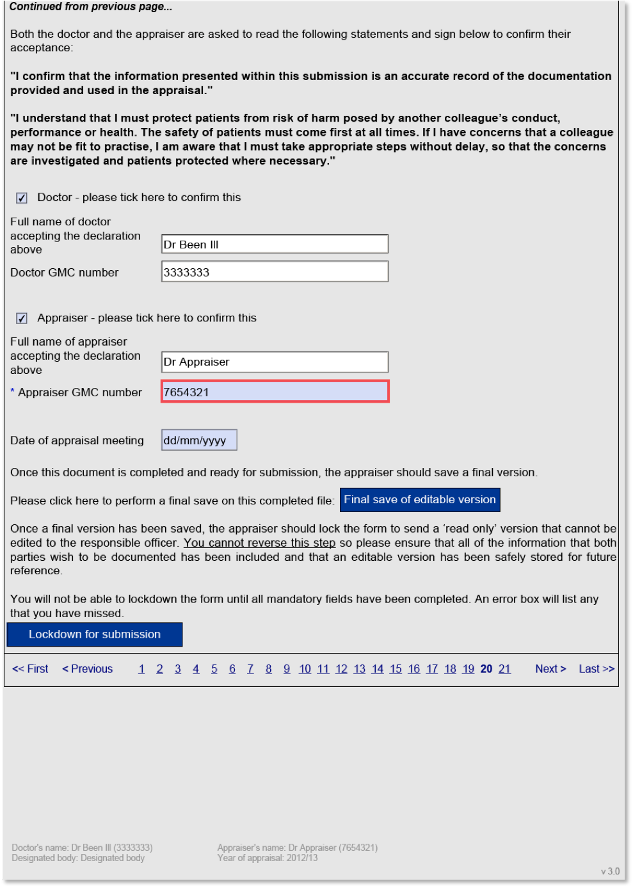 Continued from previous page...
Both the doctor and the appraiser are asked to read the following statements and sign below to confirm their
acceptance:
"I confirm that the information presented within this submission is an accurate record of the documentation
provided and used in the appraisal."
"I understand that I must protect patients from risk of harm posed by another colleague's conduct,
performance or health. The safety of patients must come first at all times. If I have concerns that a colleague
may not be fit to practise, I am aware that I must take appropriate steps without delay, so that the concerns
are investigated and patients protected where necessary."
Doctor - please tick here to confirm this
Full name of doctor
accepting the declaration
above
Dr Been Ill
Doctor GMC number
3333333
Appraiser - please tick here to confirm this
Full name of appraiser
accepting the declaration
above
Dr Appraiser
* Appraiser GMC number
7654321
Date of appraisal meeting
dd/mm/yyyy
Once this document is completed and ready for submission, the appraiser should save a final version.
Please click here to perform a final save on this completed file: Final save of editable version
Once a final version has been saved, the appraiser should lock the form to send a 'read only' version that cannot be
edited to the responsible officer. You cannot reverse this step so please ensure that all of the information that both
parties wish to be documented has been included and that an editable version has been safely stored for future
reference.
You will not be able to lockdown the form until all mandatory fields have been completed. An error box will list any
that you have missed.
Lockdown for submission
<< First < Previous 1 2 3 4 5 6 7 8 9 10 11 12 13 14 15 16 17 18 19 20 21 Next > Last >>
Doctor's name: Dr Been Ill (3333333) Appraiser's name: Dr Appraiser (7654321)
Designated body: Designated body Year of appraisal: 2012/13
v 3.0